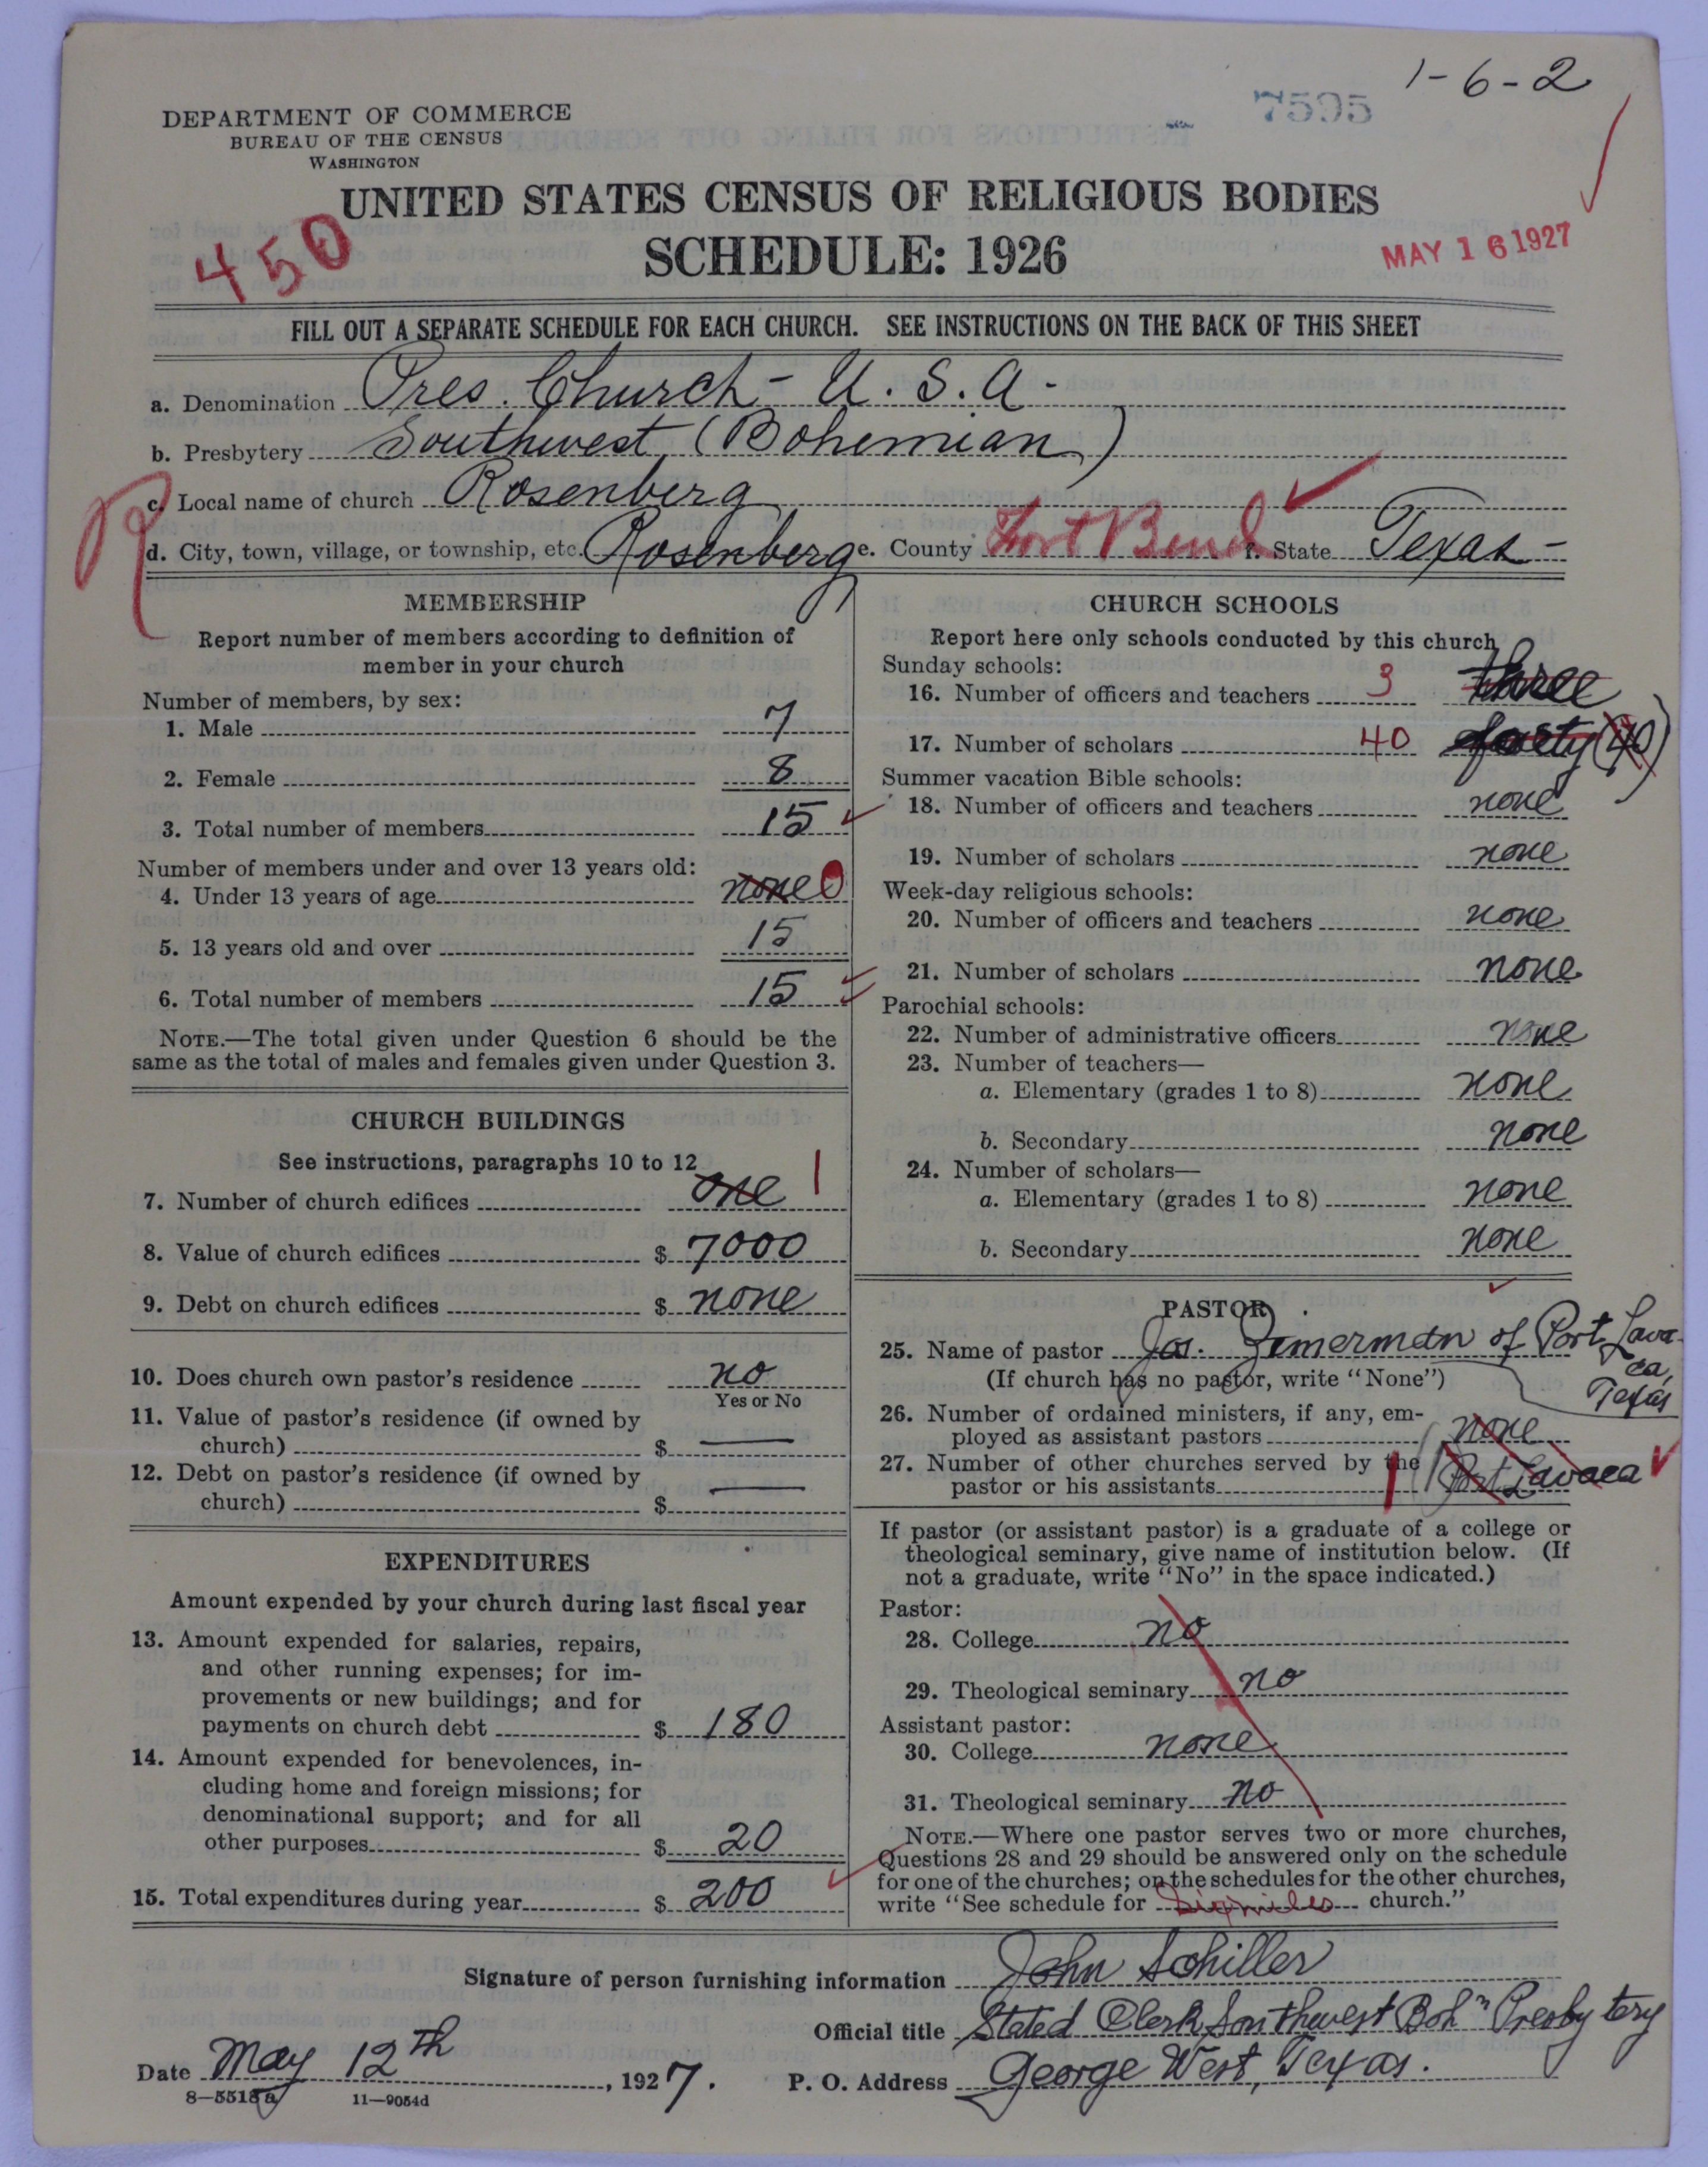 1-6-2
7595
DEPARTMENT OF COMMERCE
BUREAU OF THE CENSUS
WASHINGTON
UNITED STATES CENSUS OF RELIGIOUS BODIES
SCHEDULE: 1926
450
MAY 16 1927
FILL OUT A SEPARATE SCHEDULE FOR EACH CHURCH. SEE INSTRUCTIONS ON THE BACK OF THIS SHEET
a. Denomination Pres. Church - U. S. A -
b. Presbytery Southwest (Bohemian)
R
c. Local name of church Rosenberg
d. City, town, village, or township, etc. Rosenberg e. County Fort Bend f. State Texas -
MEMBERSHIP
Report number of members according to definition of
member in your church
Number of members, by sex:
1. Male 7
2. Female 8
3. Total number of members 15
Number of members under and over 13 years old:
4. Under 13 years of age none 0
5. 13 years old and over 15
6. Total number of members 15
NOTE.—The total given under Question 6 should be the
same as the total of males and females given under Question 3.
CHURCH BUILDINGS
See instructions, paragraphs 10 to 12
7. Number of church edifices one 1
8. Value of church edifices $ 7000
9. Debt on church edifices $ none
10. Does church own pastor's residence no
Yes or No
11. Value of pastor's residence (if owned by
church) $ —
12. Debt on pastor's residence (if owned by
church) $ —
EXPENDITURES
Amount expended by your church during last fiscal year
13. Amount expended for salaries, repairs,
and other running expenses; for im-
provements or new buildings; and for
payments on church debt $ 180
14. Amount expended for benevolences, in-
cluding home and foreign missions; for
denominational support; and for all
other purposes $ 20
15. Total expenditures during year $ 200
CHURCH SCHOOLS
Report here only schools conducted by this church
Sunday schools:
16. Number of officers and teachers 3 three
17. Number of scholars 40 forty (40)
Summer vacation Bible schools:
18. Number of officers and teachers none
19. Number of scholars none
Week-day religious schools:
20. Number of officers and teachers none
21. Number of scholars none
Parochial schools:
22. Number of administrative officers none
23. Number of teachers—
a. Elementary (grades 1 to 8) none
b. Secondary none
24. Number of scholars—
a. Elementary (grades 1 to 8) none
b. Secondary none
PASTOR
25. Name of pastor Jos. Zimerman of Port Lava-
ca,
Texas
(If church has no pastor, write "None")
26. Number of ordained ministers, if any, em-
ployed as assistant pastors none
27. Number of other churches served by the
pastor or his assistants 1 (Port Lavaca
If pastor (or assistant pastor) is a graduate of a college or
theological seminary, give name of institution below. (If
not a graduate, write "No" in the space indicated.)
Pastor:
28. College no
29. Theological seminary no
Assistant pastor:
30. College none
31. Theological seminary no
NOTE.—Where one pastor serves two or more churches,
Questions 28 and 29 should be answered only on the schedule
for one of the churches; on the schedules for the other churches,
write "See schedule for Sixmiles church."
Signature of person furnishing information John Schiller
Official title Stated Clerk Southwest Boh'n Presbytery
Date May 12th, 1927. P. O. Address George West, Texas.
8—5518a 11—9054d